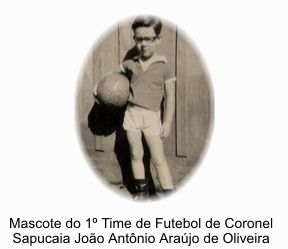 Mascote do 1º Time de Futebol de Coronel
Sapucaia João Antônio Araújo de Oliveira